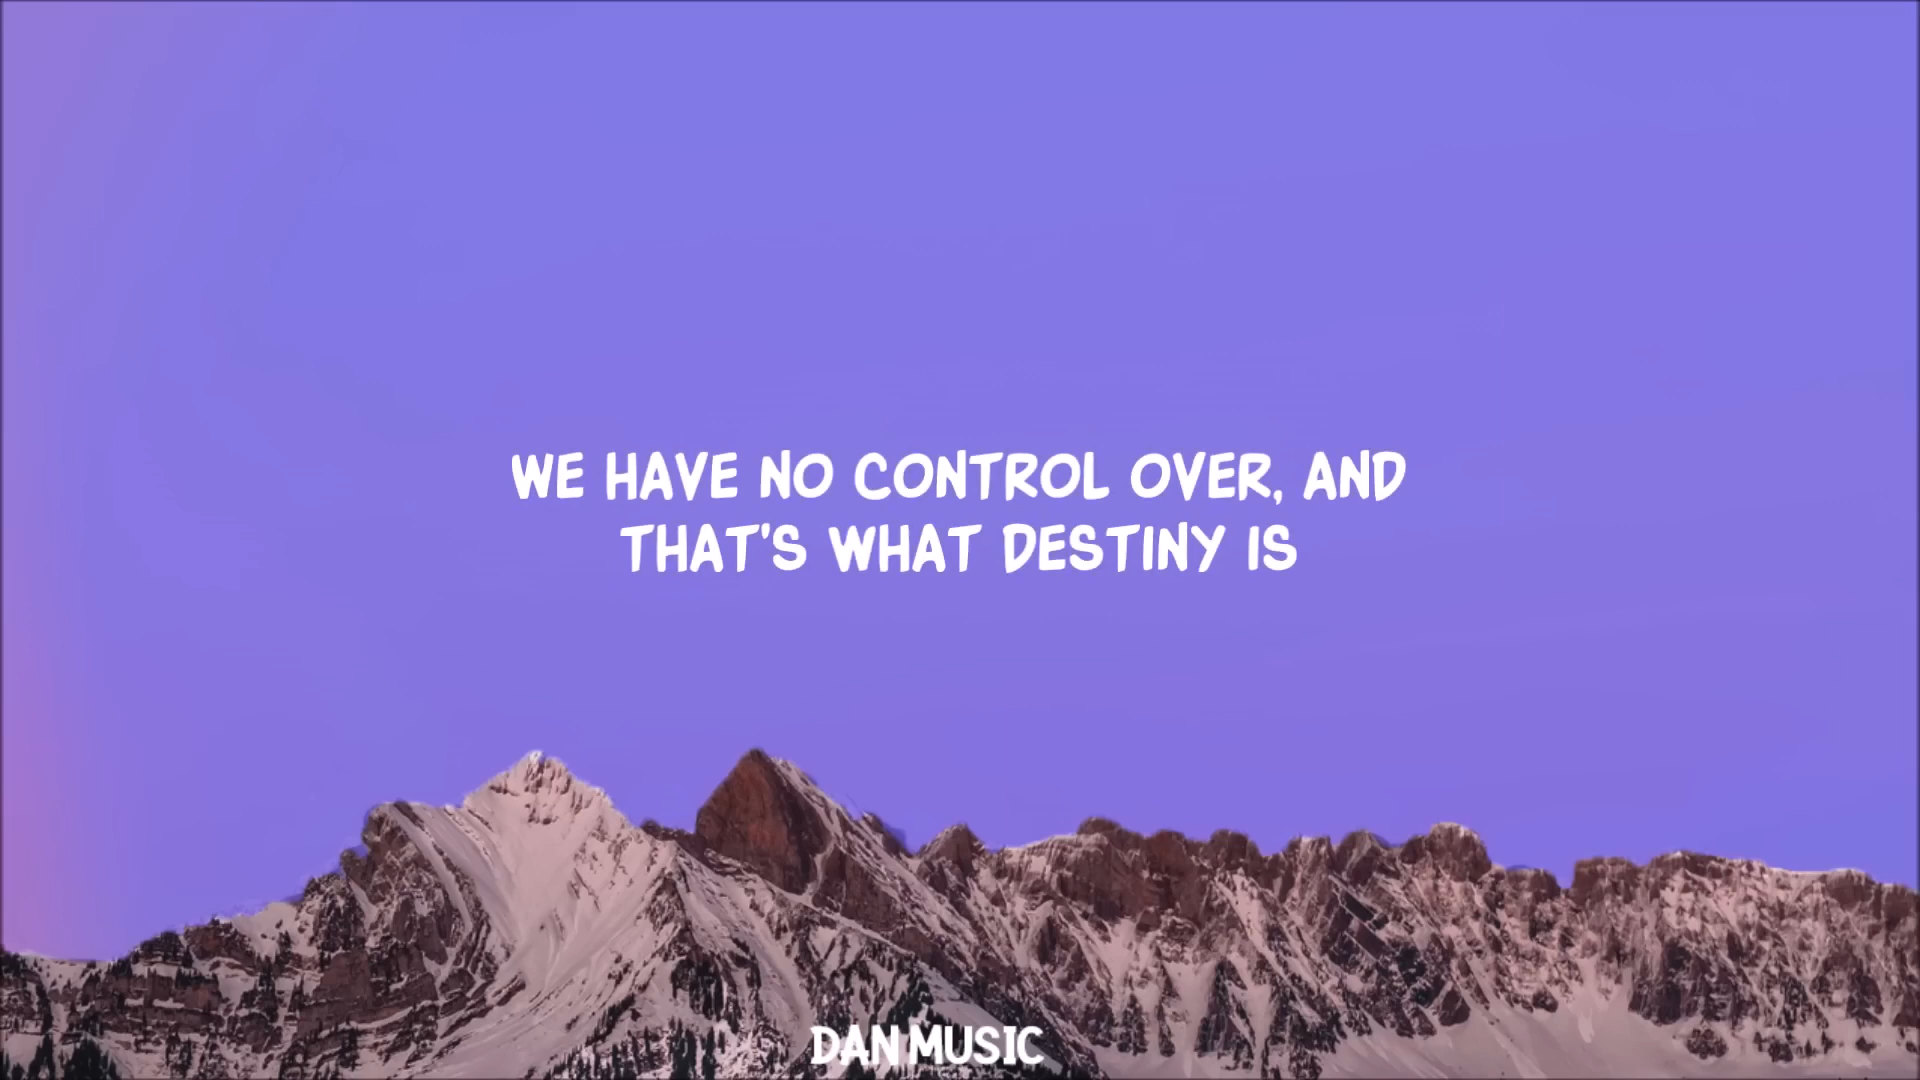 WE HAVE NO CONTROL OVER, AND
THAT'S WHAT DESTINY IS
DAN MUSIC